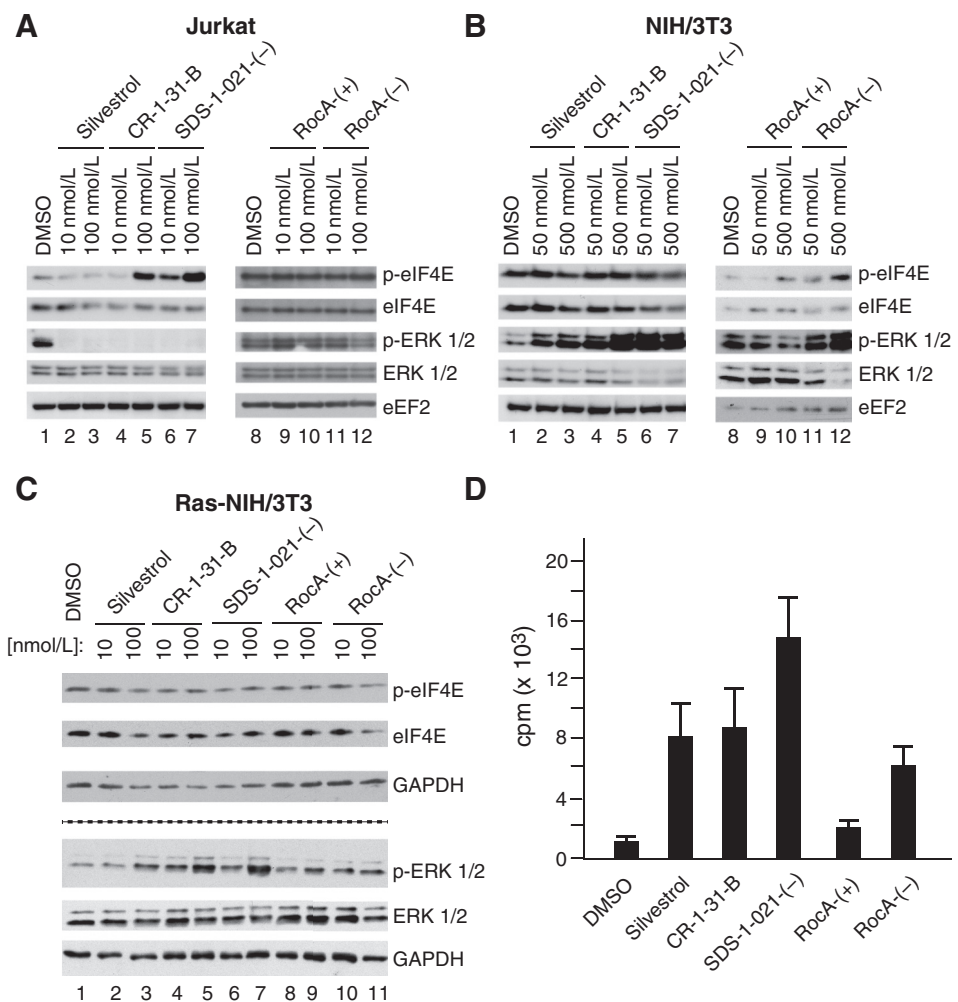 A
Jurkat
Silvestrol
CR-1-31-B
SDS-1-021-(–)
RocA-(+)
RocA-(–)
DMSO
10 nmol/L
100 nmol/L
10 nmol/L
100 nmol/L
10 nmol/L
100 nmol/L
DMSO
10 nmol/L
100 nmol/L
10 nmol/L
100 nmol/L
p-eIF4E
eIF4E
p-ERK 1/2
ERK 1/2
eEF2
1 2 3 4 5 6 7 8 9 10 11 12
B
NIH/3T3
Silvestrol
CR-1-31-B
SDS-1-021-(–)
RocA-(+)
RocA-(–)
DMSO
50 nmol/L
500 nmol/L
50 nmol/L
500 nmol/L
50 nmol/L
500 nmol/L
DMSO
50 nmol/L
500 nmol/L
50 nmol/L
500 nmol/L
p-eIF4E
eIF4E
p-ERK 1/2
ERK 1/2
eEF2
1 2 3 4 5 6 7 8 9 10 11 12
C
Ras-NIH/3T3
DMSO
Silvestrol
CR-1-31-B
SDS-1-021-(–)
RocA-(+)
RocA-(–)
[nmol/L]: 10 100 10 100 10 100 10 100 10 100
p-eIF4E
eIF4E
GAPDH
p-ERK 1/2
ERK 1/2
GAPDH
1 2 3 4 5 6 7 8 9 10 11
D
cpm (x 10³)
20
16
12
8
4
0
DMSO
Silvestrol
CR-1-31-B
SDS-1-021-(–)
RocA-(+)
RocA-(–)